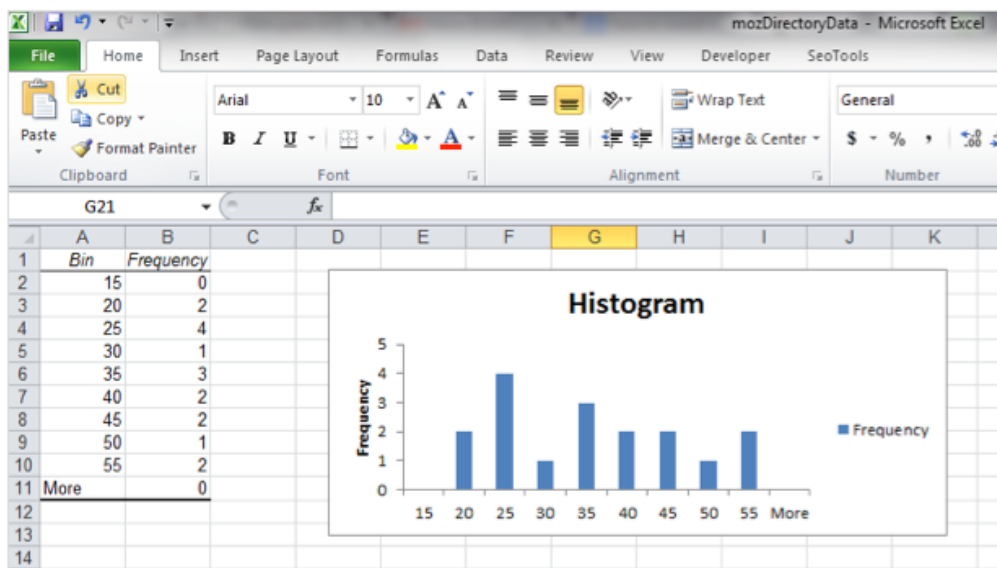 mozDirectoryData - Microsoft Excel
File Home Insert Page Layout Formulas Data Review View Developer SeoTools
Cut
Copy
Format Painter
Paste
Clipboard
Arial 10 A A
B I U A
Font
Wrap Text
Merge & Center
Alignment
General
$ % , .00
Number
G21 fx
A B C D E F G H I J K
1 Bin Frequency
2 15 0
3 20 2
4 25 4
5 30 1
6 35 3
7 40 2
8 45 2
9 50 1
10 55 2
11 More 0
12
13
14
Histogram
Frequency
5
4
3
2
1
0
15 20 25 30 35 40 45 50 55 More
Frequency